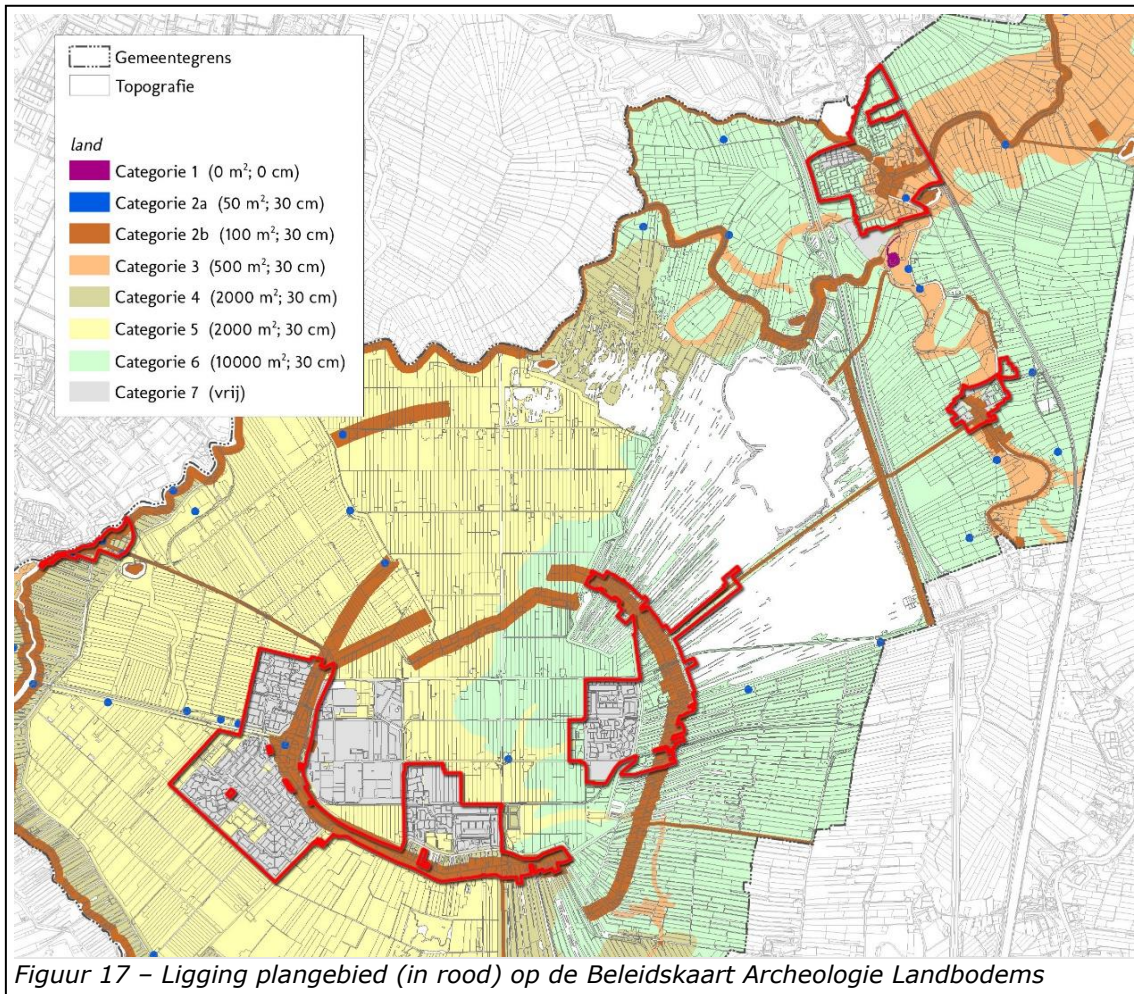 Gemeentegrens
Topografie
land
Categorie 1 (0 m²; 0 cm)
Categorie 2a (50 m²; 30 cm)
Categorie 2b (100 m²; 30 cm)
Categorie 3 (500 m²; 30 cm)
Categorie 4 (2000 m²; 30 cm)
Categorie 5 (2000 m²; 30 cm)
Categorie 6 (10000 m²; 30 cm)
Categorie 7 (vrij)
Figuur 17 – Ligging plangebied (in rood) op de Beleidskaart Archeologie Landbodems